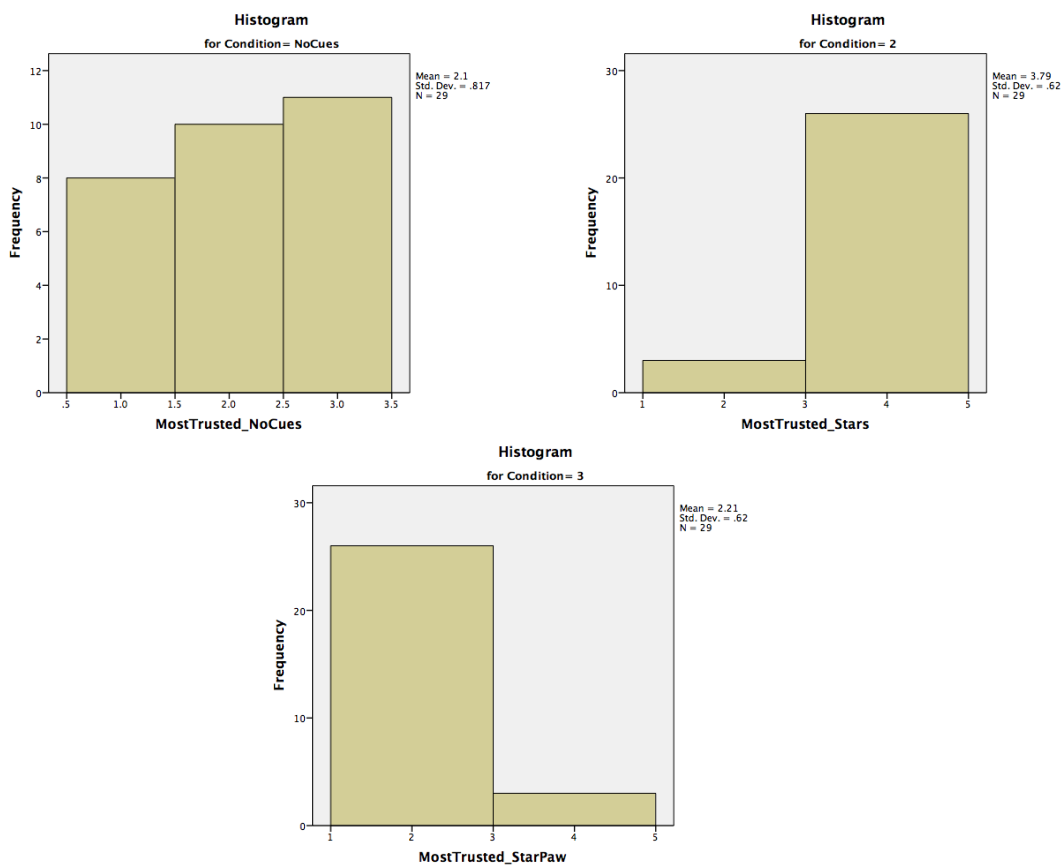 Histogram
for Condition= NoCues
12
10
8
6
4
2
0
Frequency
.5 1.0 1.5 2.0 2.5 3.0 3.5
MostTrusted_NoCues
Mean = 2.1
Std. Dev. = .817
N = 29
Histogram
for Condition= 2
30
20
10
0
Frequency
1 2 3 4 5
MostTrusted_Stars
Mean = 3.79
Std. Dev. = .62
N = 29
Histogram
for Condition= 3
30
20
10
0
Frequency
1 2 3 4 5
MostTrusted_StarPaw
Mean = 2.21
Std. Dev. = .62
N = 29